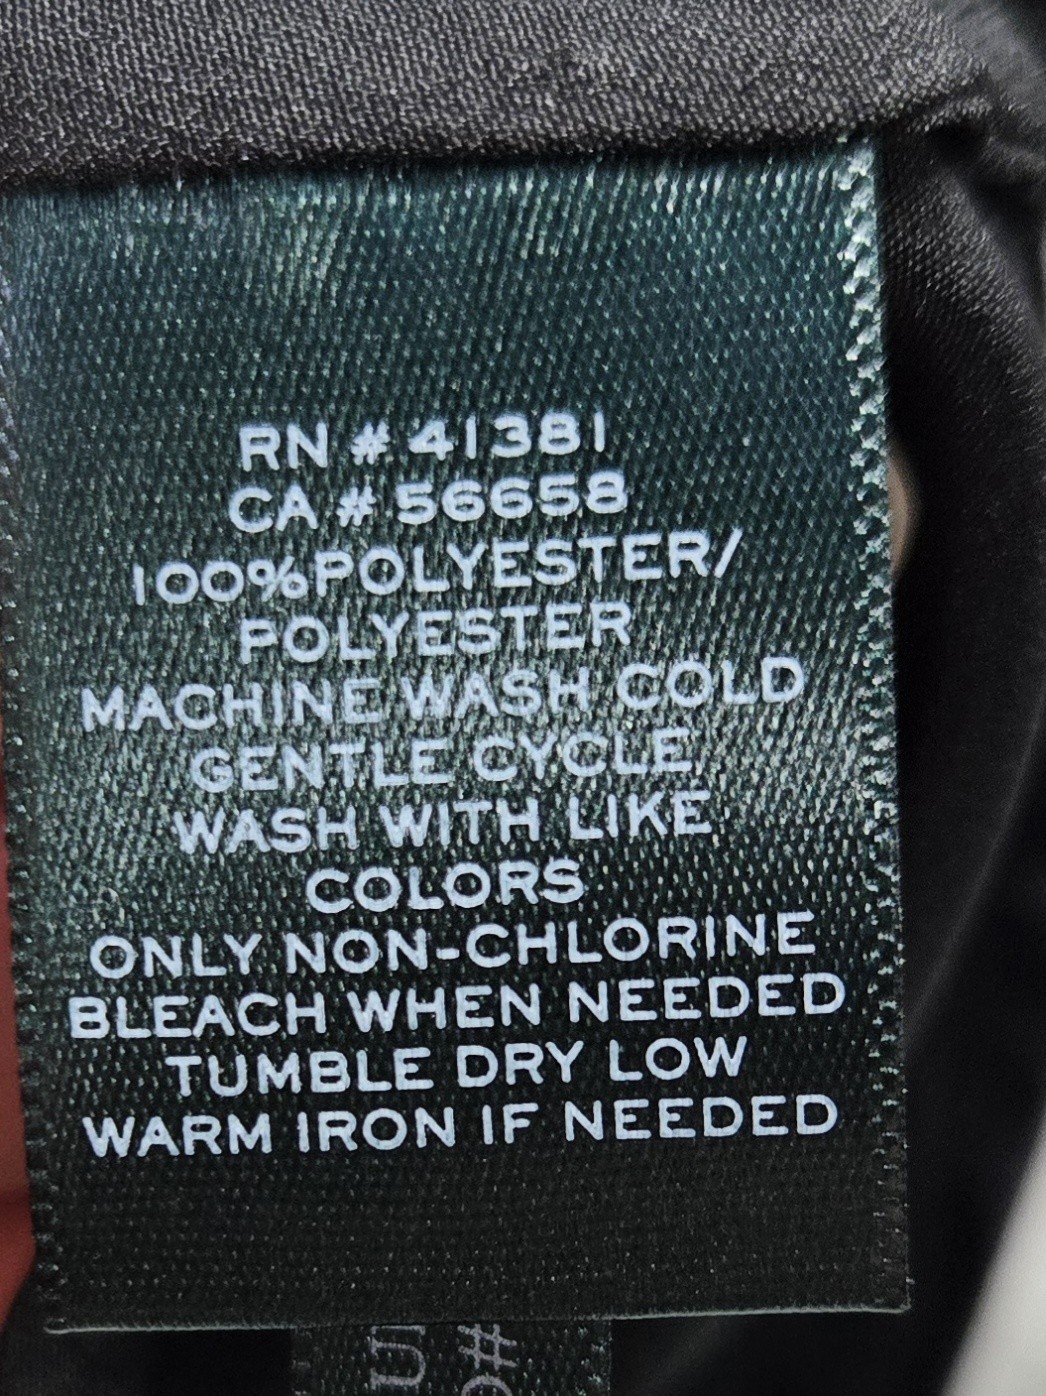 RN # 41381
CA # 56658
100%POLYESTER/
POLYESTER
MACHINE WASH COLD
GENTLE CYCLE
WASH WITH LIKE
COLORS
ONLY NON-CHLORINE
BLEACH WHEN NEEDED
TUMBLE DRY LOW
WARM IRON IF NEEDED